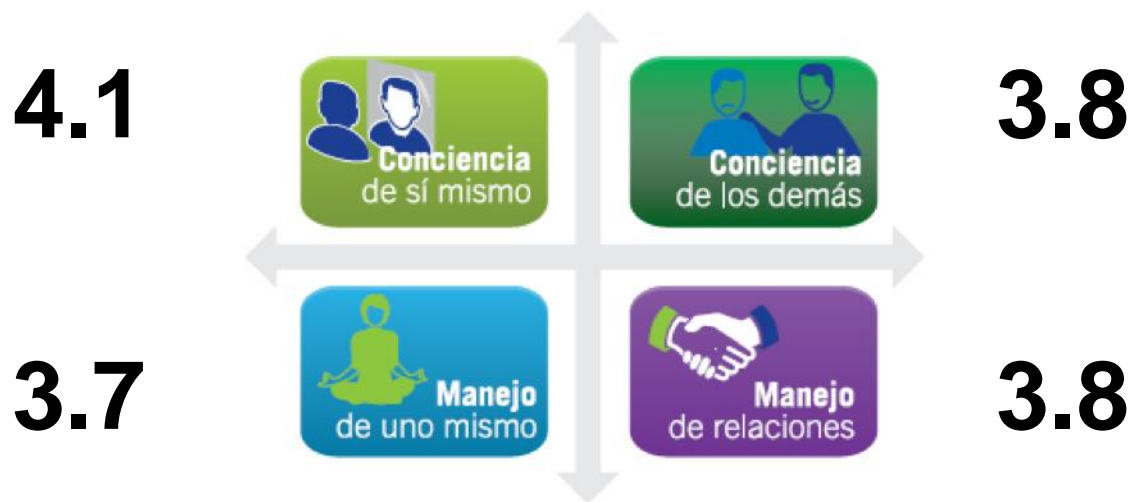 4.1
Conciencia
de sí mismo
Conciencia
de los demás
3.8
3.7
Manejo
de uno mismo
Manejo
de relaciones
3.8